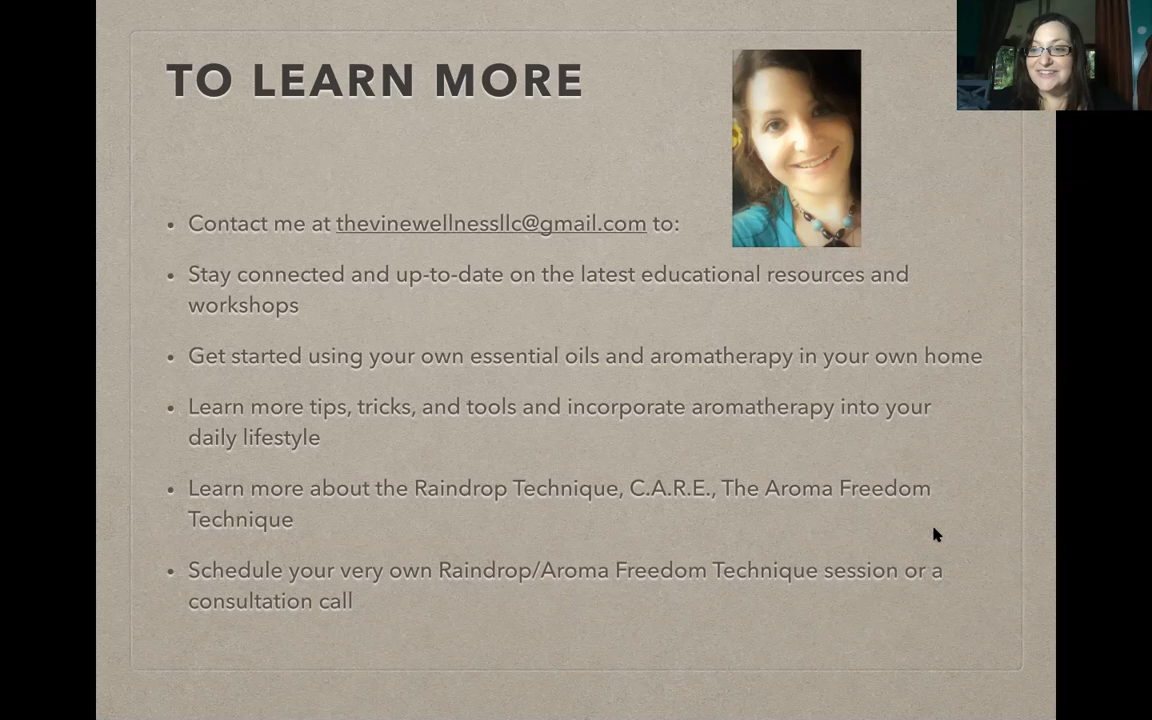 TO LEARN MORE
• Contact me at thevinewellnessllc@gmail.com to:
• Stay connected and up-to-date on the latest educational resources and
workshops
• Get started using your own essential oils and aromatherapy in your own home
• Learn more tips, tricks, and tools and incorporate aromatherapy into your
daily lifestyle
• Learn more about the Raindrop Technique, C.A.R.E., The Aroma Freedom
Technique
• Schedule your very own Raindrop/Aroma Freedom Technique session or a
consultation call